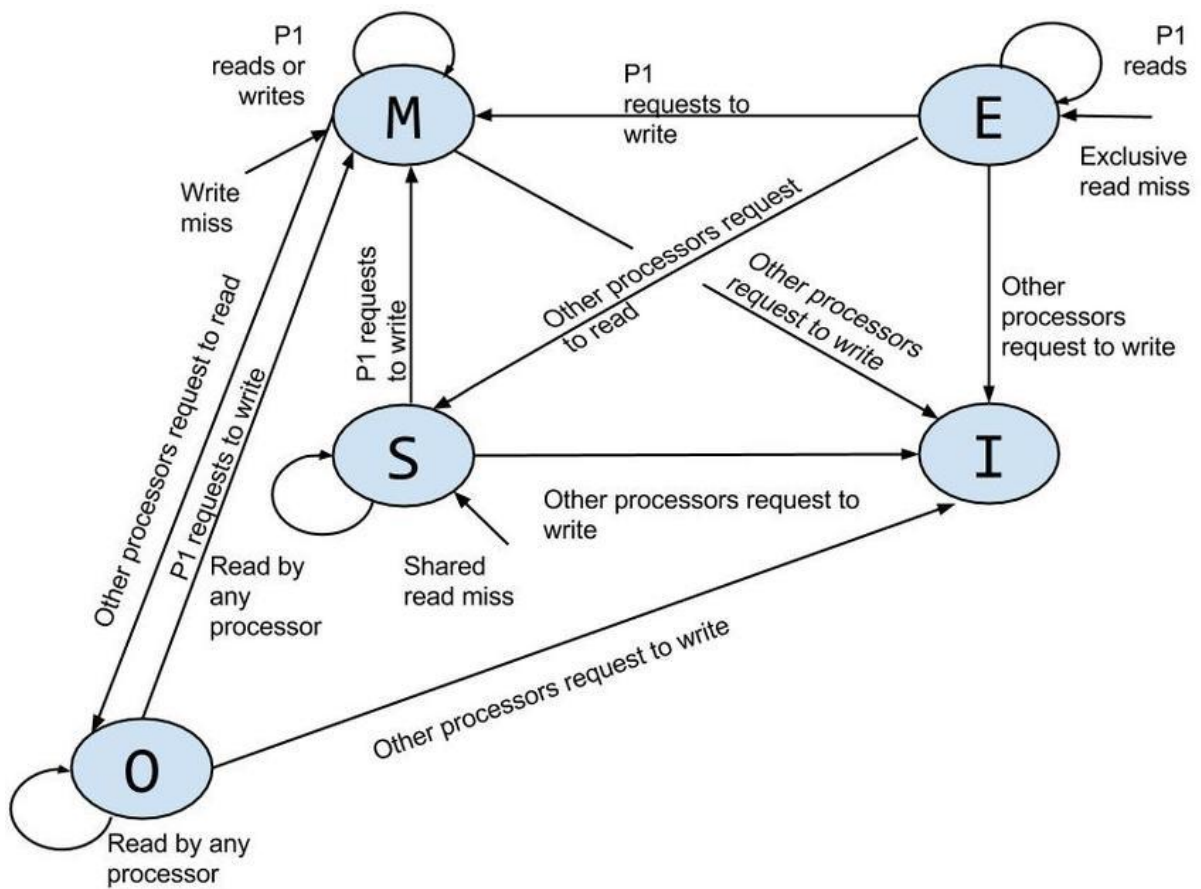 P1
reads or
writes
M
P1
requests to
write
E
P1
reads
Exclusive
read miss
Write
miss
Other processors request to read
P1 requests to write
P1 requests
to write
Other processors request
to read
Other processors
request to write
Other
processors
request to write
S
I
Other processors request to
write
Read by
any
processor
Shared
read miss
Other processors request to write
O
Read by any
processor